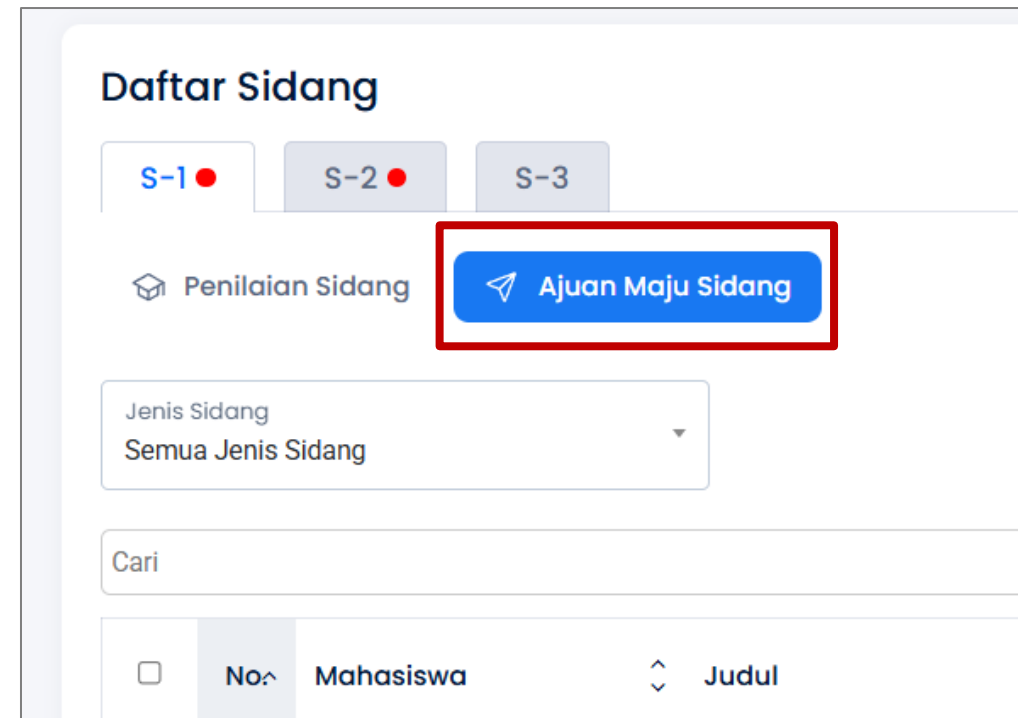 Daftar Sidang
S-1 S-2 S-3
Penilaian Sidang Ajuan Maju Sidang
Jenis Sidang
Semua Jenis Sidang
Cari
No. Mahasiswa Judul